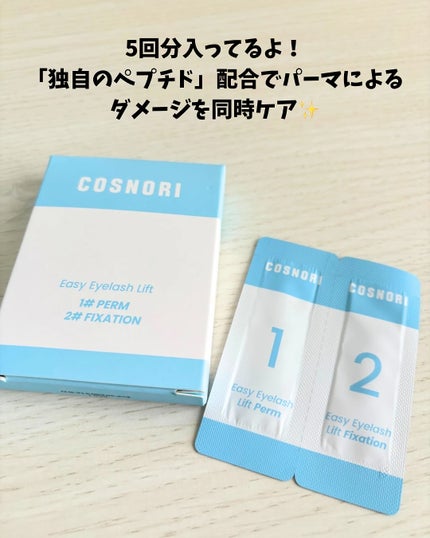 5回分入ってるよ！
「独自のペプチド」配合でパーマによる
ダメージを同時ケア✨
COSNORI
Easy Eyelash Lift
1# PERM
2# FIXATION
COSNORI
1
Easy Eyelash
Lift Perm
COSNORI
2
Easy Eyelash
Lift Fixation